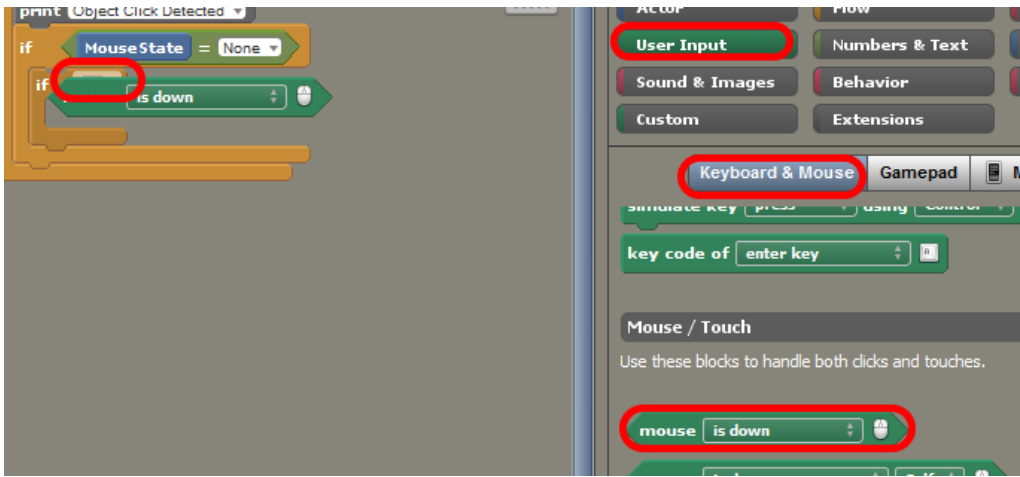 print Object Click Detected
if MouseState = None
if is down
Actor Flow
User Input Numbers & Text
Sound & Images Behavior
Custom Extensions
Keyboard & Mouse Gamepad
simulate key press using Control
key code of enter key
Mouse / Touch
Use these blocks to handle both clicks and touches.
mouse is down